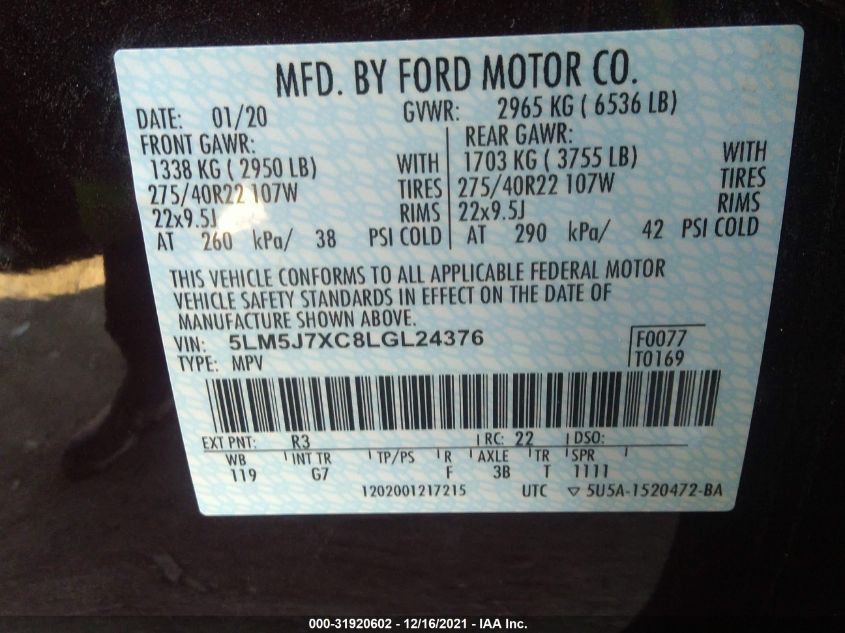 MFD. BY FORD MOTOR CO.
DATE: 01/20 GVWR: 2965 KG ( 6536 LB)
FRONT GAWR: REAR GAWR:
1338 KG ( 2950 LB) WITH 1703 KG ( 3755 LB) WITH
275/40R22 107W TIRES 275/40R22 107W TIRES
22x9.5J RIMS 22x9.5J RIMS
AT 260 kPa/ 38 PSI COLD AT 290 kPa/ 42 PSI COLD
THIS VEHICLE CONFORMS TO ALL APPLICABLE FEDERAL MOTOR
VEHICLE SAFETY STANDARDS IN EFFECT ON THE DATE OF
MANUFACTURE SHOWN ABOVE.
VIN: 5LM5J7XC8LGL24376 F0077
TYPE: MPV T0169
EXT PNT: R3 RC: 22 DSO:
WB INT TR TP/PS R AXLE TR SPR
119 G7 F 3B T 1111
1202001217215 UTC ▽ 5U5A-1520472-BA
000-31920602 - 12/16/2021 - IAA Inc.